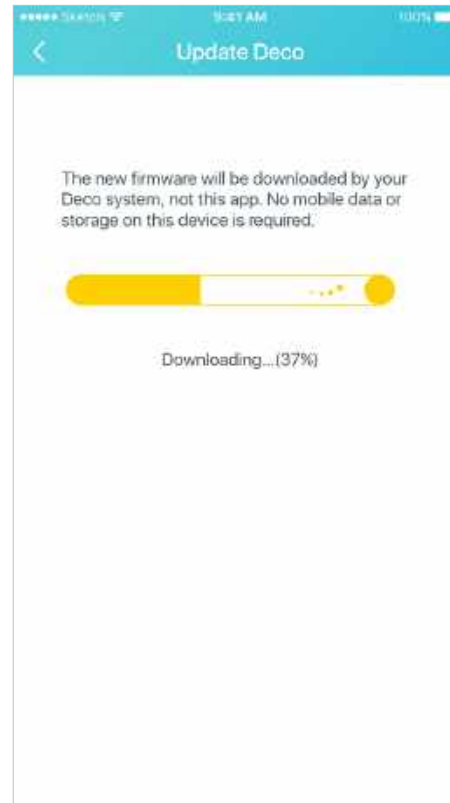 Sketch 9:41 AM 100%
Update Deco
The new firmware will be downloaded by your
Deco system, not this app. No mobile data or
storage on this device is required.
Downloading...(37%)